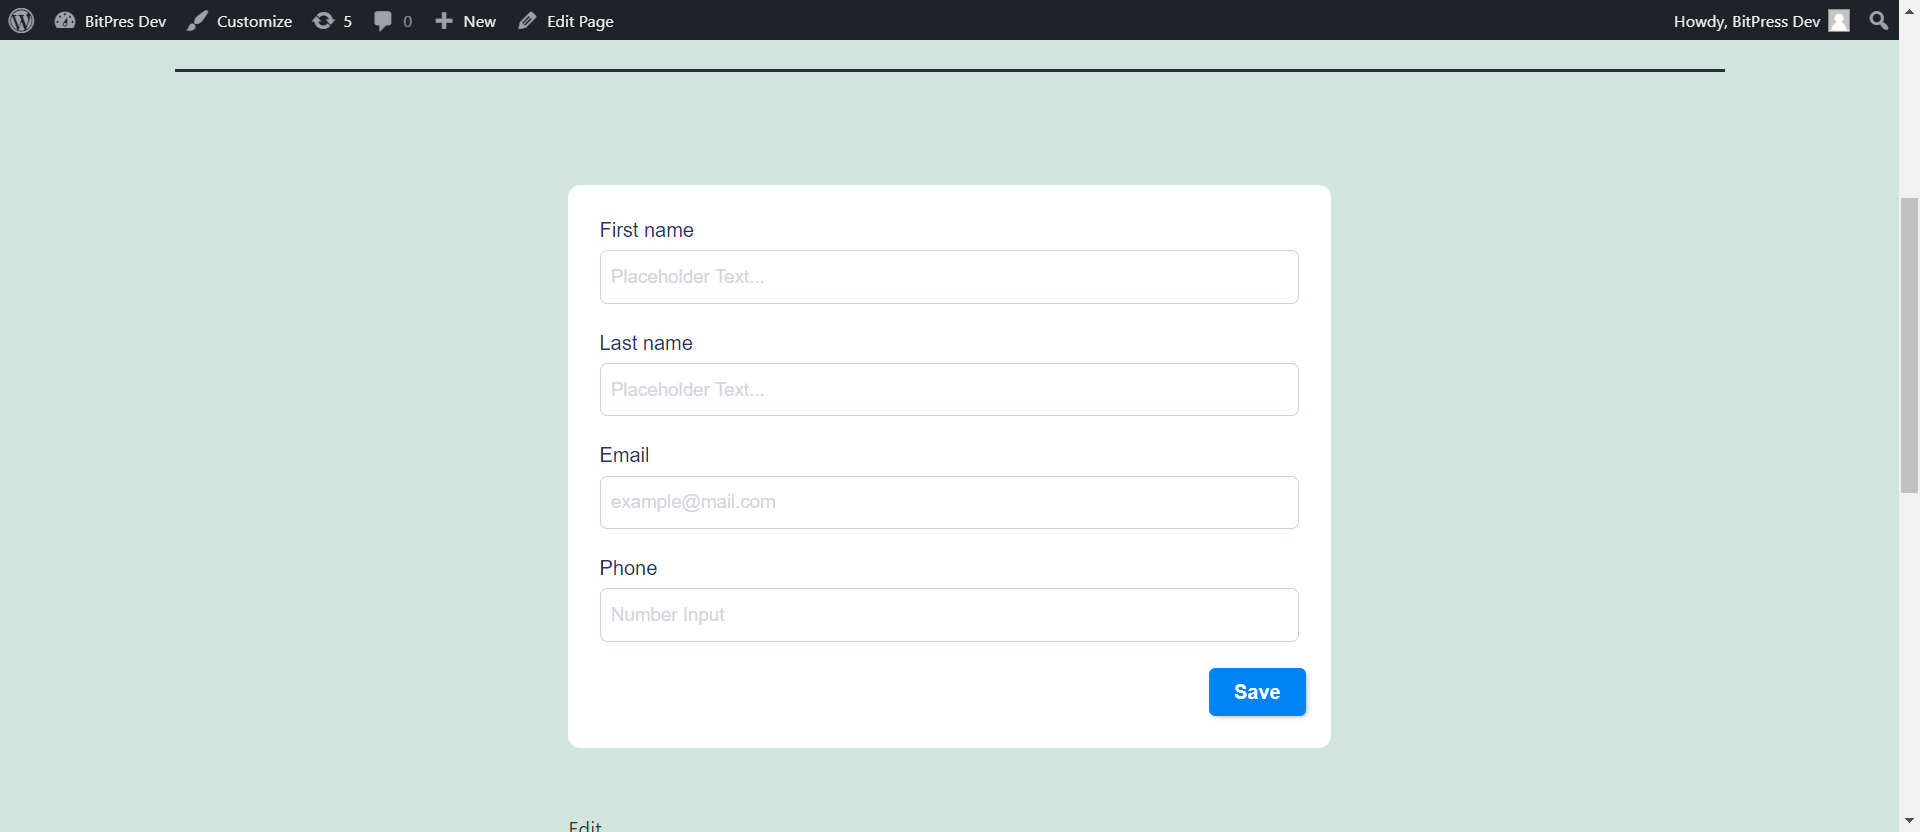 BitPres Dev Customize 5 0 New Edit Page Howdy, BitPress Dev
First name
Placeholder Text...
Last name
Placeholder Text...
Email
example@mail.com
Phone
Number Input
Save
Edit